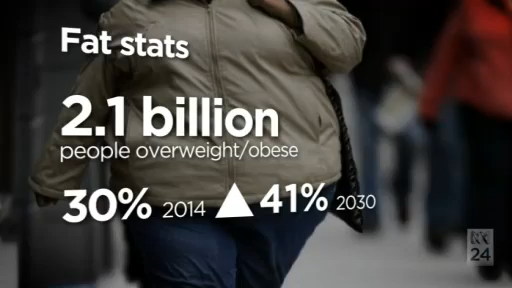 Fat stats
2.1 billion
people overweight/obese
30% 2014 ▲ 41% 2030
24